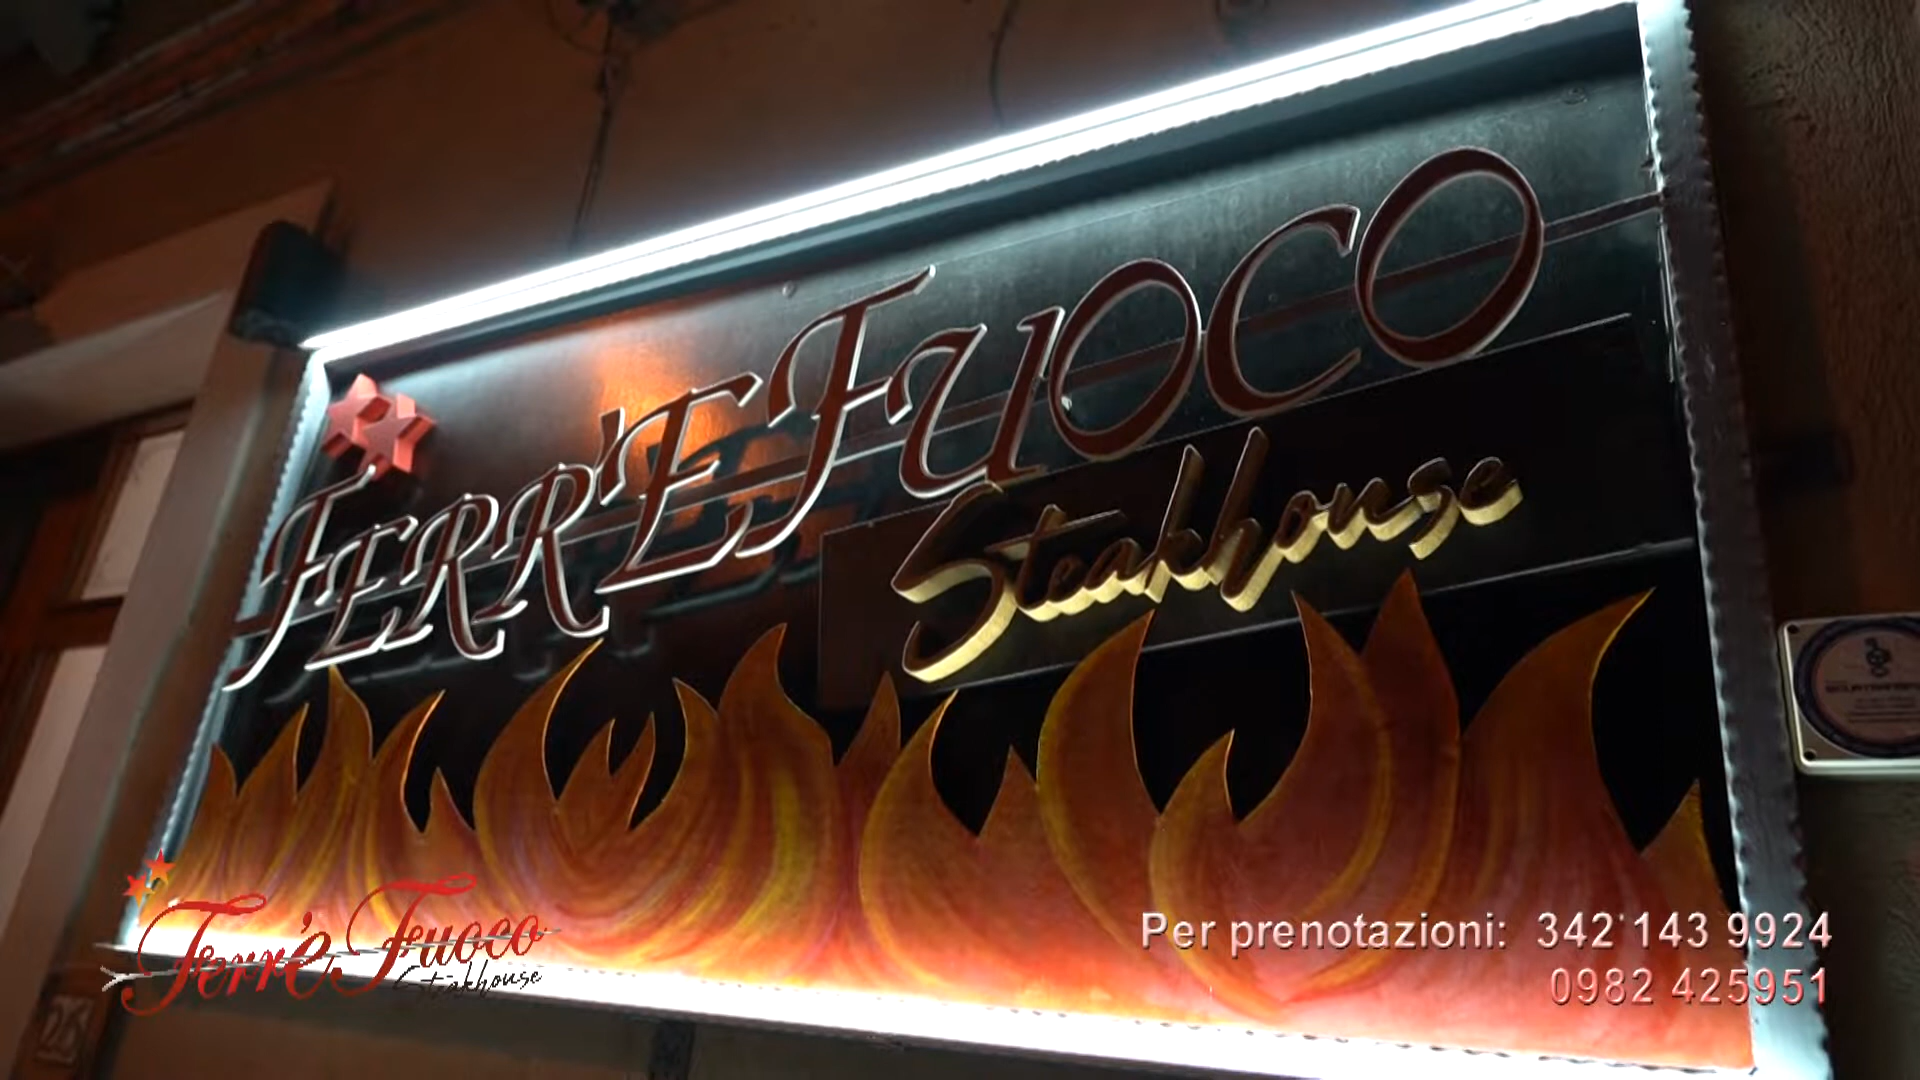 FERR'E FUOCO
Steakhouse
Ferr'e Fuoco
Steakhouse
Per prenotazioni: 342 143 9924
0982 425951